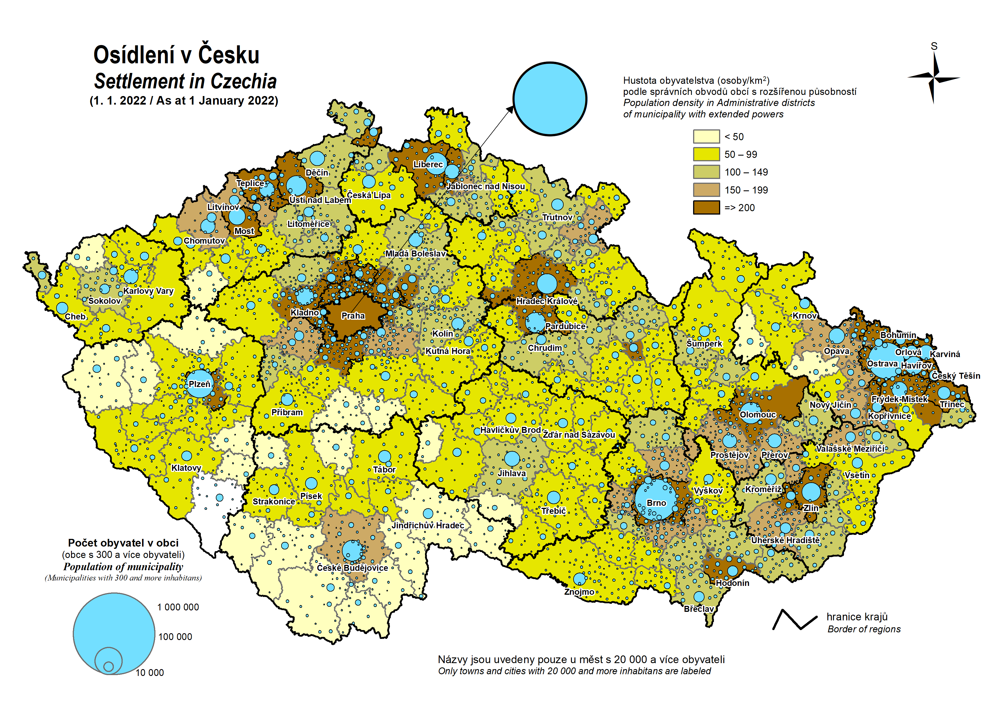 Osídlení v Česku
Settlement in Czechia
(1. 1. 2022 / As at 1 January 2022)
S
Hustota obyvatelstva (osoby/km²)
podle správních obvodů obcí s rozšířenou působností
Population density in Administrative districts
of municipality with extended powers
< 50
50 – 99
100 – 149
150 – 199
=> 200
Liberec
Děčín
Teplice
Jablonec nad Nisou
Česká Lípa
Ústí nad Labem
Litvínov
Trutnov
Litoměřice
Most
Chomutov
Mladá Boleslav
Karlovy Vary
Sokolov
Hradec Králové
Kladno
Praha
Cheb
Krnov
Pardubice
Kolín
Bohumín
Šumperk
Chrudim
Kutná Hora
Opava
Orlová
Karviná
Ostrava
Havířov
Český Těšín
Plzeň
Frýdek-Místek
Třinec
Nový Jičín
Příbram
Olomouc
Kopřivnice
Havlíčkův Brod
Žďár nad Sázavou
Valašské Meziříčí
Prostějov
Přerov
Klatovy
Tábor
Jihlava
Vsetín
Kroměříž
Vyškov
Písek
Strakonice
Brno
Zlín
Třebíč
Jindřichův Hradec
Uherské Hradiště
České Budějovice
Hodonín
Znojmo
Břeclav
Počet obyvatel v obci
(obce s 300 a více obyvateli)
Population of municipality
(Municipalities with 300 and more inhabitans)
1 000 000
100 000
10 000
hranice krajů
Border of regions
Názvy jsou uvedeny pouze u měst s 20 000 a více obyvateli
Only towns and cities with 20 000 and more inhabitans are labeled